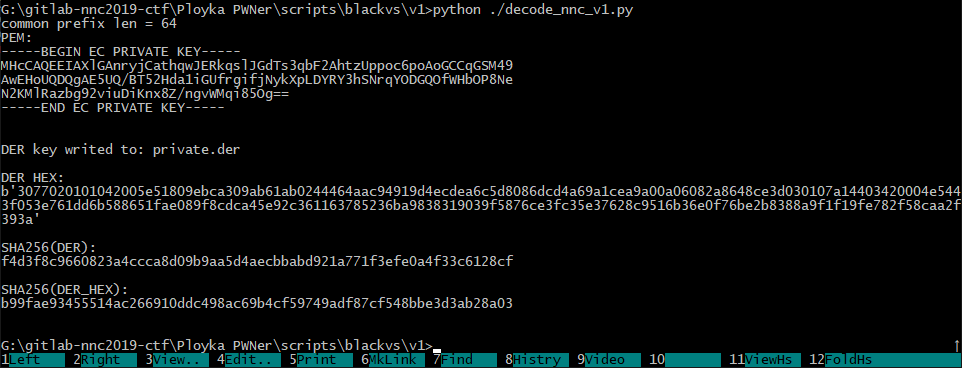 G:\gitlab-nnc2019-ctf\Ployka PWNer\scripts\blackvs\v1>python ./decode_nnc_v1.py
common prefix len = 64
PEM:
-----BEGIN EC PRIVATE KEY-----
MHcCAQEEIAXlGAnryjCathqwJERkqslJGdTs3qbF2AhtzUppoc6poAoGCCqGSM49
AwEHoUQDQgAE5UQ/BT52Hda1iGUfrgifjNykXpLDYRY3hSNrqYODGQOfWHbOP8Ne
N2KMlRazbg92viuDiKnx8Z/ngvWMqi85Og==
-----END EC PRIVATE KEY-----
DER key writed to: private.der
DER HEX:
b'3077020101042005e51809ebca309ab61ab0244464aac94919d4ecdea6c5d8086dcd4a69a1cea9a00a06082a8648ce3d030107a14403420004e544
3f053e761dd6b588651fae089f8cdca45e92c361163785236ba9838319039f5876ce3fc35e37628c9516b36e0f76be2b8388a9f1f19fe782f58caa2f
393a'
SHA256(DER):
f4d3f8c9660823a4ccca8d09b9aa5d4aecbbabd921a771f3efe0a4f33c6128cf
SHA256(DER_HEX):
b99fae93455514ac266910ddc498ac69b4cf59749adf87cf548bbe3d3ab28a03
G:\gitlab-nnc2019-ctf\Ployka PWNer\scripts\blackvs\v1>
1Left 2Right 3View.. 4Edit.. 5Print 6MkLink 7Find 8Histry 9Video 10 11ViewHs 12FoldHs ↑